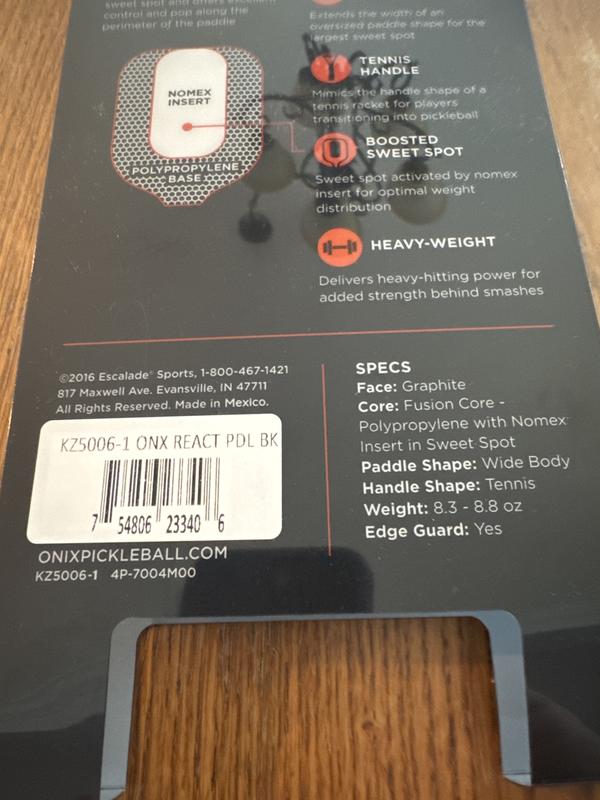 sweet spot and offers excellent
control and pop along the
perimeter of the paddle
NOMEX
INSERT
POLYPROPYLENE
BASE
Extends the width of an
oversized paddle shape for the
largest sweet spot
TENNIS
HANDLE
Mimics the handle shape of a
tennis racket for players
transitioning into pickleball
BOOSTED
SWEET SPOT
Sweet spot activated by nomex
insert for optimal weight
distribution
HEAVY-WEIGHT
Delivers heavy-hitting power for
added strength behind smashes
©2016 Escalade® Sports, 1-800-467-1421
817 Maxwell Ave. Evansville, IN 47711
All Rights Reserved. Made in Mexico.
KZ5006-1 ONX REACT PDL BK
7 54806 23340 6
ONIXPICKLEBALL.COM
KZ5006-1 4P-7004M00
SPECS
Face: Graphite
Core: Fusion Core -
Polypropylene with Nomex
Insert in Sweet Spot
Paddle Shape: Wide Body
Handle Shape: Tennis
Weight: 8.3 - 8.8 oz
Edge Guard: Yes